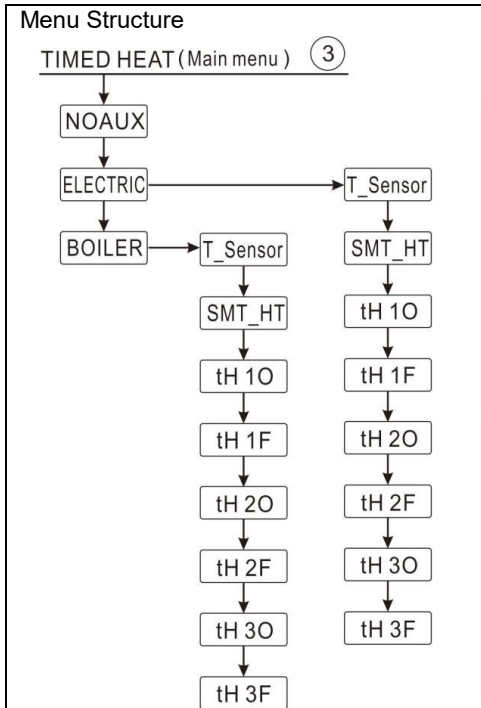 Menu Structure
TIMED HEAT (Main menu) 3
NOAUX
ELECTRIC T_Sensor
BOILER T_Sensor SMT_HT
SMT_HT tH 1O
tH 1O tH 1F
tH 1F tH 2O
tH 2O tH 2F
tH 2F tH 3O
tH 3O tH 3F
tH 3F